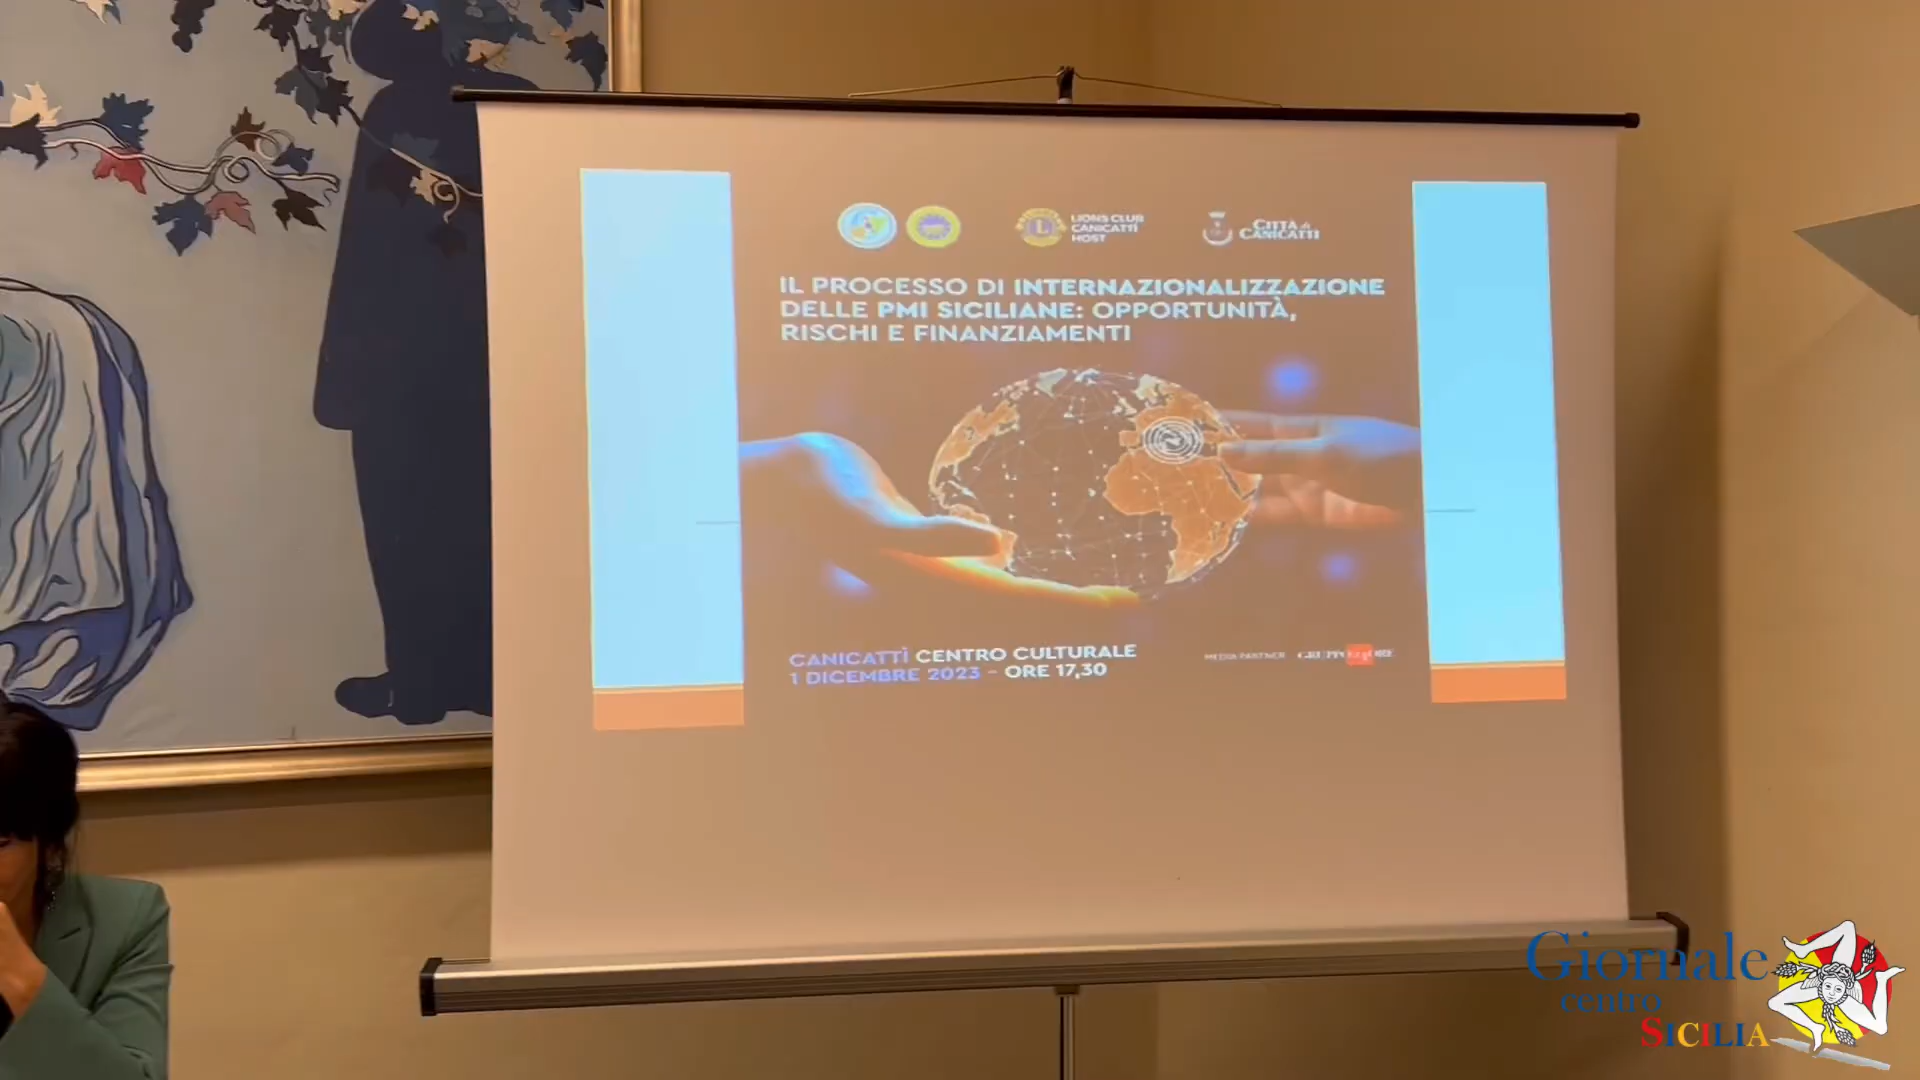 LIONS CLUB
CANICATTÌ
HOST
CITTÀ di
CANICATTÌ
IL PROCESSO DI INTERNAZIONALIZZAZIONE
DELLE PMI SICILIANE: OPPORTUNITÀ,
RISCHI E FINANZIAMENTI
CANICATTÌ CENTRO CULTURALE
1 DICEMBRE 2023 - ORE 17,30
MEDIA PARTNER
Giornale
centro
SICILIA